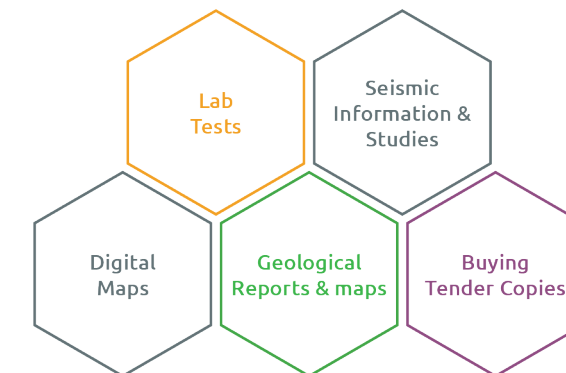 Lab
Tests
Seismic
Information &
Studies
Digital
Maps
Geological
Reports & maps
Buying
Tender Copies